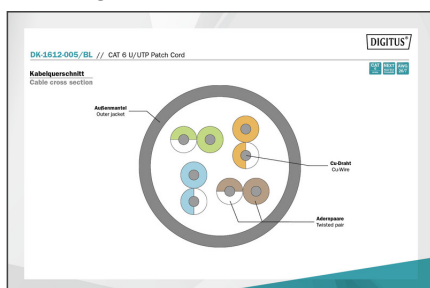 DIGITUS®
DK-1612-005/BL // CAT 6 U/UTP Patch Cord
Kabelquerschnitt
Cable cross section
Außenmantel
Outer jacket
Cu-Draht
Cu-Wire
Adernpaare
Twisted pair